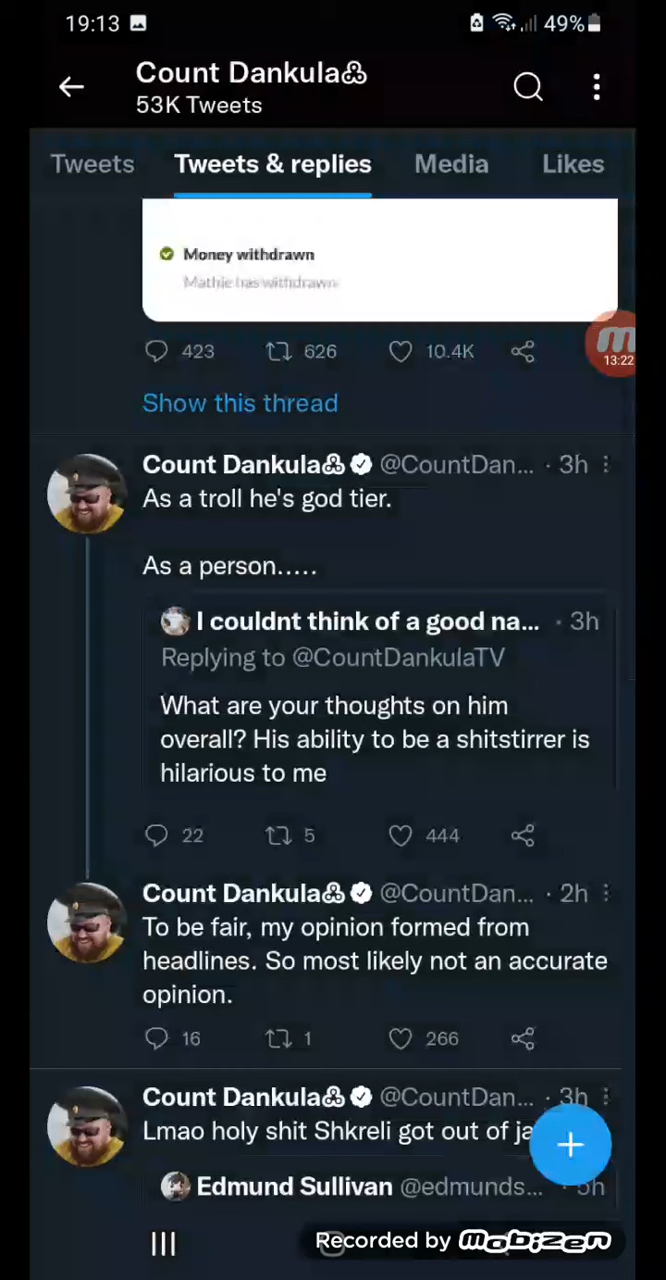 19:13 49%
Count Dankula
53K Tweets
Tweets Tweets & replies Media Likes
Money withdrawn
Mathie has withdrawn
423 626 10.4K
13:22
Show this thread
Count Dankula @CountDan... · 3h
As a troll he's god tier.
As a person.....
I couldnt think of a good na... · 3h
Replying to @CountDankulaTV
What are your thoughts on him
overall? His ability to be a shitstirrer is
hilarious to me
22 5 444
Count Dankula @CountDan... · 2h
To be fair, my opinion formed from
headlines. So most likely not an accurate
opinion.
16 1 266
Count Dankula @CountDan... · 3h
Lmao holy shit Shkreli got out of ja
Edmund Sullivan @edmunds... · 5h
Recorded by mobizen